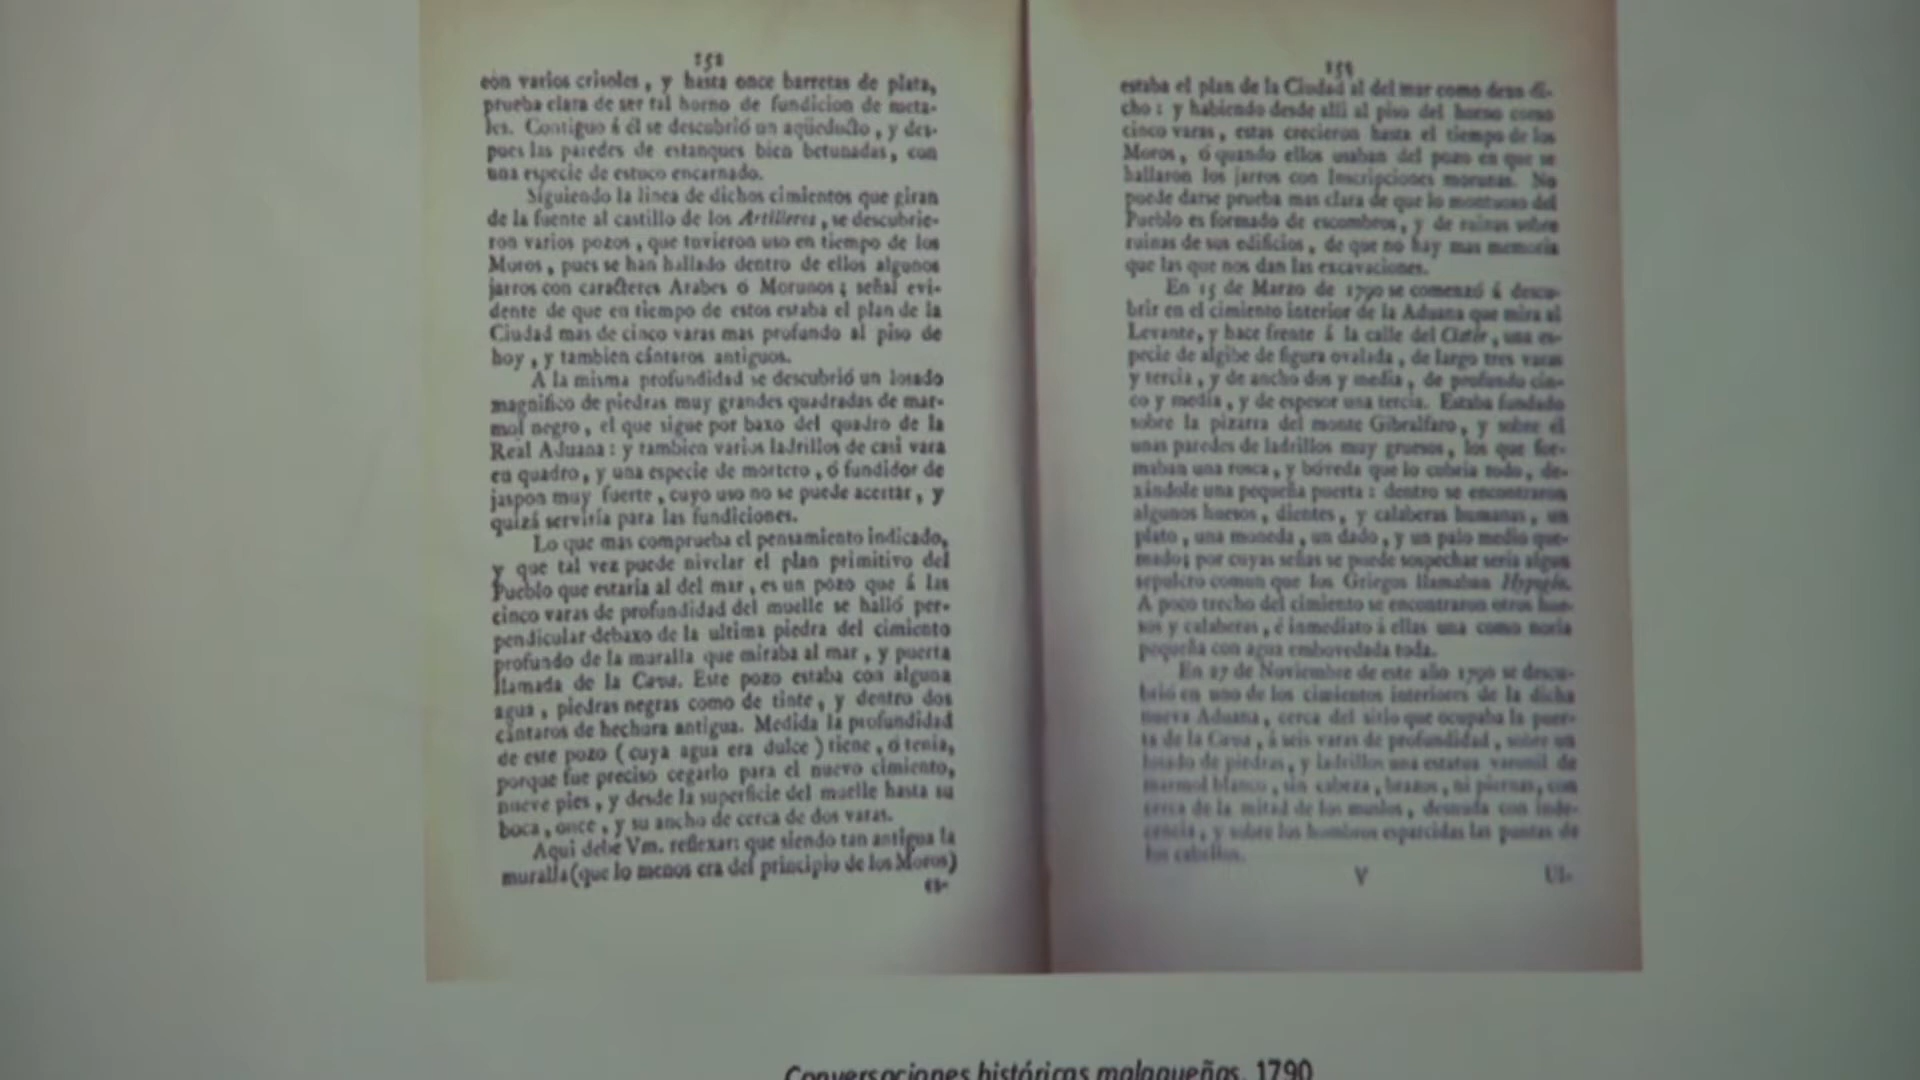 152
con varios crisoles, y hasta once barretas de plata,
prueba clara de ser tal horno de fundicion de meta-
les. Contiguo á él se descubrió un aqüeducto, y des-
pues las paredes de estanques bien betunadas, con
una especie de estuco encarnado.
Siguiendo la linea de dichos cimientos que giran
de la fuente al castillo de los Artilleros, se descubrie-
ron varios pozos, que tuvieron uso en tiempo de los
Moros, pues se han hallado dentro de ellos algunos
jarros con caracteres Arabes ó Morunos; señal evi-
dente de que en tiempo de estos estaba el plan de la
Ciudad mas de cinco varas mas profundo al piso de
hoy, y tambien cántaros antiguos.
A la misma profundidad se descubrió un losado
magnifico de piedras muy grandes quadradas de mar-
mol negro, el que sigue por baxo del quadro de la
Real Aduana: y tambien varios ladrillos de casi vara
en quadro, y una especie de mortero, ó fundidor de
jaspon muy fuerte, cuyo uso no se puede acertar, y
quizá serviria para las fundiciones.
Lo que mas comprueba el pensamiento indicado,
y que tal vez puede nivelar el plan primitivo del
Pueblo que estaria al del mar, es un pozo que á las
cinco varas de profundidad del muelle se halló per-
pendicular debaxo de la ultima piedra del cimiento
profundo de la muralla que miraba al mar, y puerta
llamada de la Cava. Este pozo estaba con alguna
agua, piedras negras como de tinte, y dentro dos
cántaros de hechura antigua. Medida la profundidad
de este pozo (cuya agua era dulce) tiene, ó tenia,
porque fue preciso cegarlo para el nuevo cimiento,
nueve pies, y desde la superficie del muelle hasta su
boca, once, y su ancho de cerca de dos varas.
Aqui debe Vm. reflexar: que siendo tan antigua la
muralla (que lo menos era del principio de los Moros)
es-
estaba el plan de la Ciudad al del mar como dexo di-
cho: y habiendo desde alli al piso del horno como
cinco varas, estas crecieron hasta el tiempo de los
Moros, ó quando ellos usaban del pozo en que se
hallaron los jarros con Inscripciones morunas. No
puede darse prueba mas clara de que lo montuoso del
Pueblo es formado de escombros, y de ruinas sobre
ruinas de sus edificios, de que no hay mas memoria
que las que nos dan las excavaciones.
En 15 de Marzo de 1790 se comenzó á descu-
brir en el cimiento interior de la Aduana que mira al
Levante, y hace frente á la calle del Cister, una es-
pecie de algibe de figura ovalada, de largo tres varas
y tercia, y de ancho dos y media, de profundo cin-
co y media, y de espesor una tercia. Estaba fundado
sobre la pizarra del monte Gibralfaro, y sobre él
unas paredes de ladrillos muy gruesos, los que for-
maban una rosca, y bóveda que lo cubria todo, de-
xándole una pequeña puerta: dentro se encontraron
algunos huesos, dientes, y calaberas humanas, un
plato, una moneda, un dado, y un palo medio que-
mado; por cuyas señas se puede sospechar seria algun
sepulcro comun que los Griegos llamaban Hypogéo.
A poco trecho del cimiento se encontraron otros hue-
sos y calaberas, é inmediato á ellas una como noria
pequeña con agua embovedada toda.
En 27 de Noviembre de este año 1790 se descu-
brió en uno de los cimientos interiores de la dicha
nueva Aduana, cerca del sitio que ocupaba la puer-
ta de la Cava, á seis varas de profundidad, sobre un
losado de piedras, y ladrillos una estatua varonil de
marmol blanco, sin cabeza, brazos, ni piernas, con
cerca de la mitad de los muslos, desnuda con inde-
cencia, y sobre los hombros esparcidas las puntas de
los cabellos.
V
Conversaciones históricas malagueñas, 1790